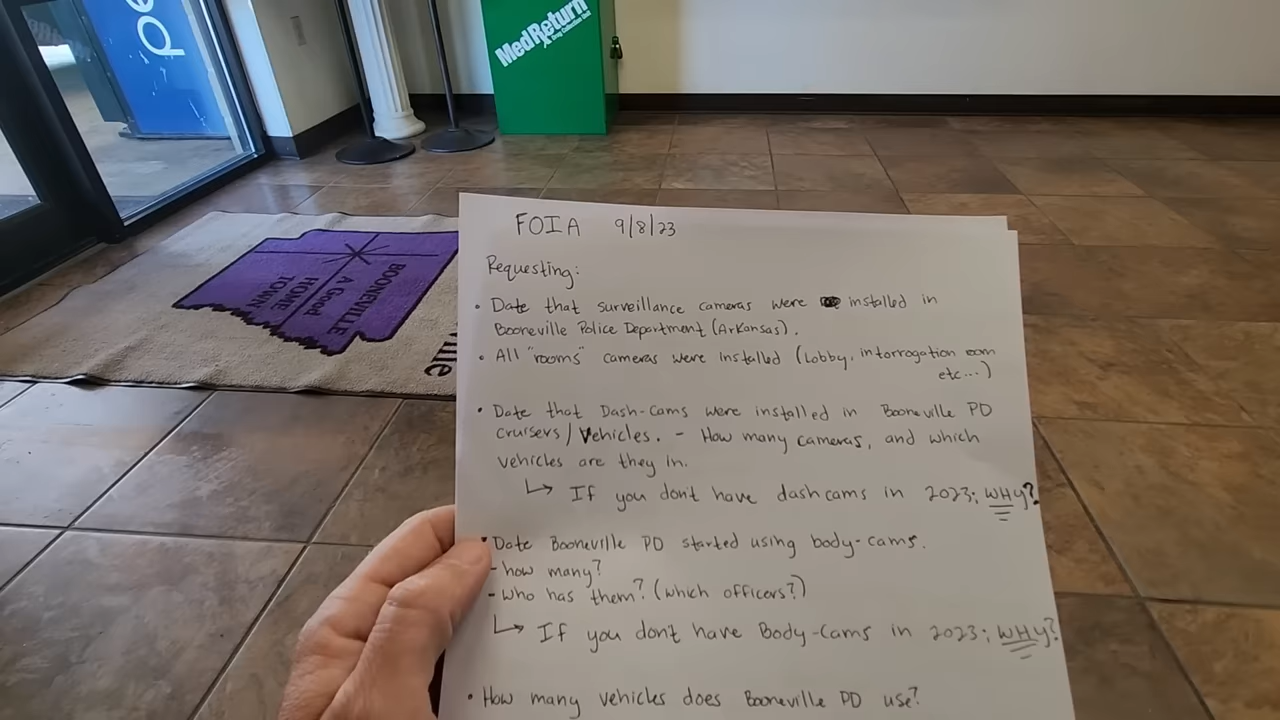 MedReturn
FOIA 9/8/23
Requesting:
• Date that surveillance cameras were installed in
Booneville Police Department (Arkansas).
• All "rooms" cameras were installed (Lobby, interrogation oom
etc...)
• Date that Dash-Cams were installed in Booneville PD
cruisers/Vehicles. - How many cameras, and which
vehicles are they in.
↳ If you don't have dashcams in 2023; WHY?
• Date Booneville PD started using body-cams.
- how many?
- Who has them? (which officers?)
↳ If you don't have Body-Cams in 2023; WHY?
• How many vehicles does Booneville PD use?
BOONEVILLE
A Good
HOME
TOWN